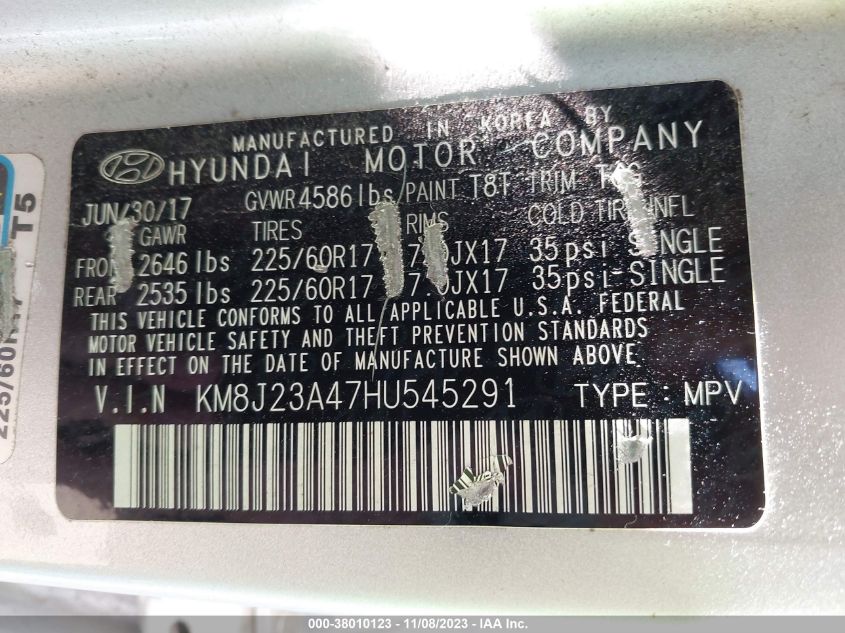 MANUFACTURED IN KOREA BY
HYUNDAI MOTOR COMPANY
JUN/30/17 GVWR 4586 lbs PAINT T8T TRIM
GAWR TIRES RIMS COLD
FRONT 2646 lbs 225/60R17 7.0JX17 35 psi-SINGLE
REAR 2535 lbs 225/60R17 7.0JX17 35 psi-SINGLE
THIS VEHICLE CONFORMS TO ALL APPLICABLE U.S.A. FEDERAL
MOTOR VEHICLE SAFETY AND THEFT PREVENTION STANDARDS
IN EFFECT ON THE DATE OF MANUFACTURE SHOWN ABOVE.
V.I.N KM8J23A47HU545291 TYPE : MPV
T5
000-38010123 - 11/08/2023 - IAA Inc.